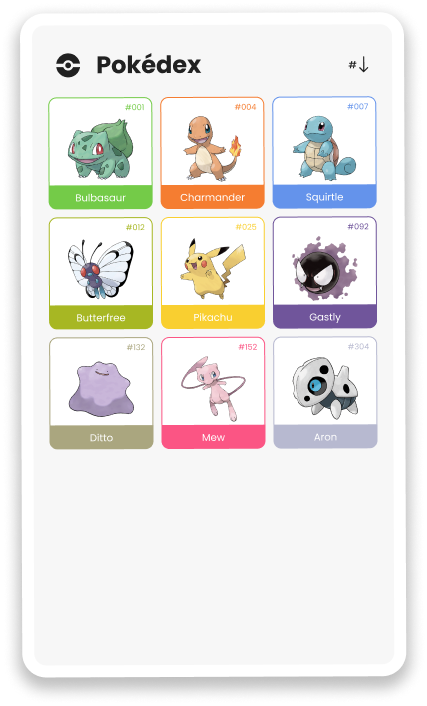 Pokédex
#↓
#001 #004 #007
Bulbasaur Charmander Squirtle
#012 #025 #092
Butterfree Pikachu Gastly
#132 #152 #304
Ditto Mew Aron